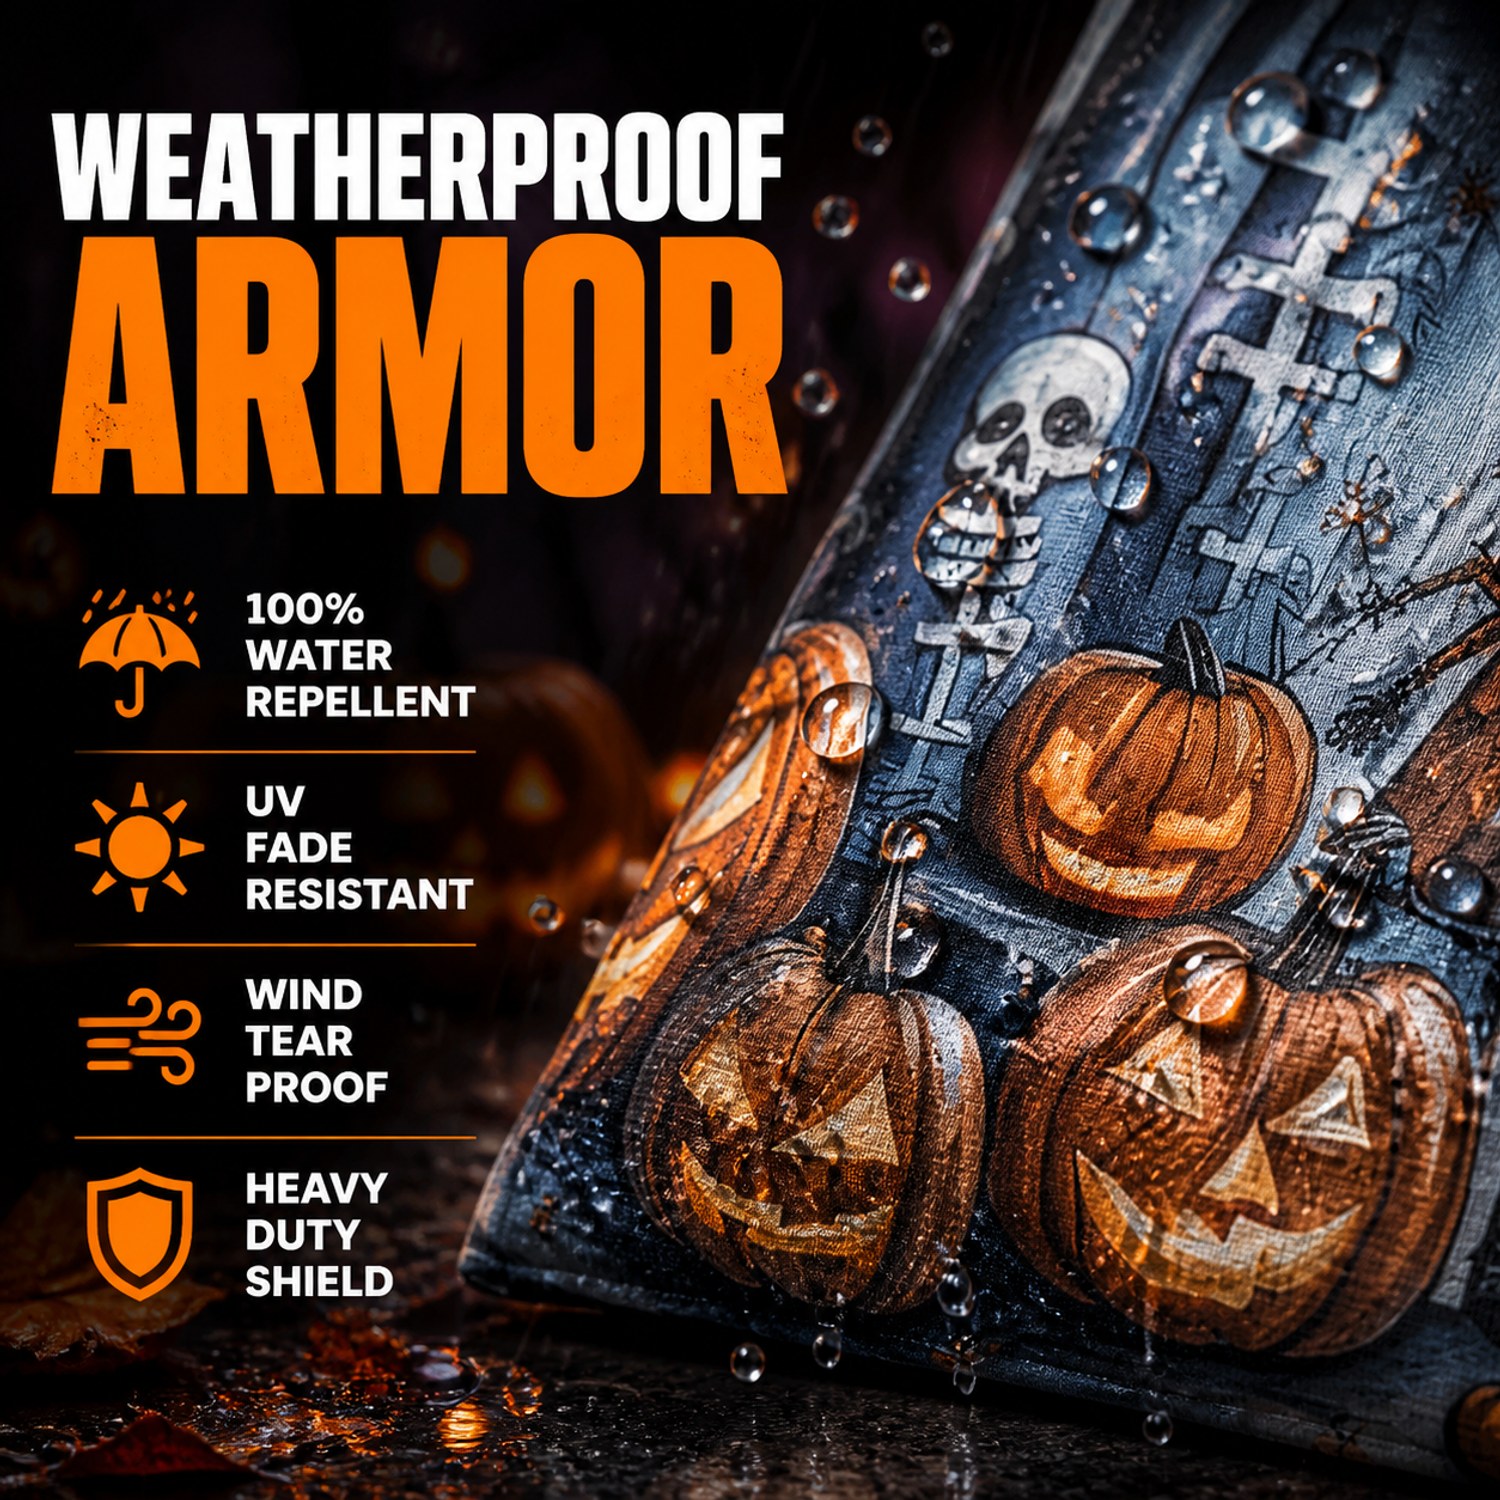 WEATHERPROOF
ARMOR
100%
WATER
REPELLENT
UV
FADE
RESISTANT
WIND
TEAR
PROOF
HEAVY
DUTY
SHIELD